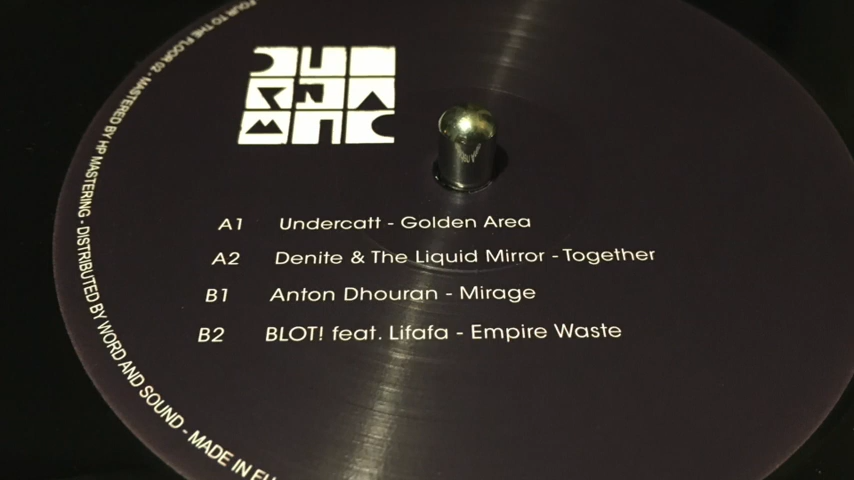 FOUR TO THE FLOOR 02 - MASTERED BY HP MASTERING - DISTRIBUTED BY WORD AND SOUND - MADE IN
A1 Undercatt - Golden Area
A2 Denite & The Liquid Mirror - Together
B1 Anton Dhouran - Mirage
B2 BLOT! feat. Lifafa - Empire Waste